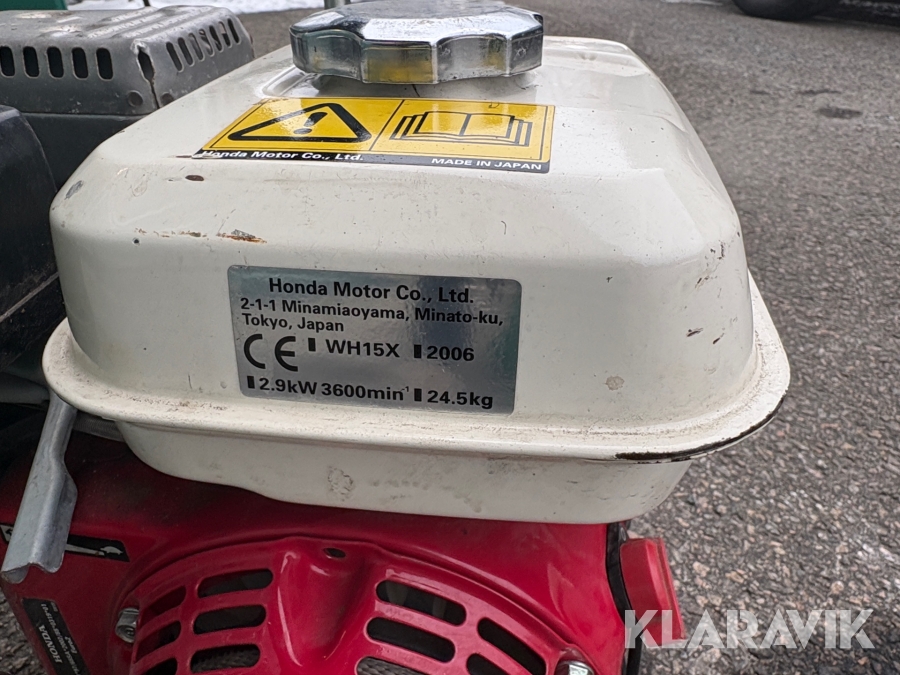 Honda Motor Co., Ltd.
MADE IN JAPAN
Honda Motor Co., Ltd.
2-1-1 Minamiaoyama, Minato-ku,
Tokyo, Japan
CE WH15X 2006
2.9kW 3600min⁻¹ 24.5kg
HONDA
KLARAVIK